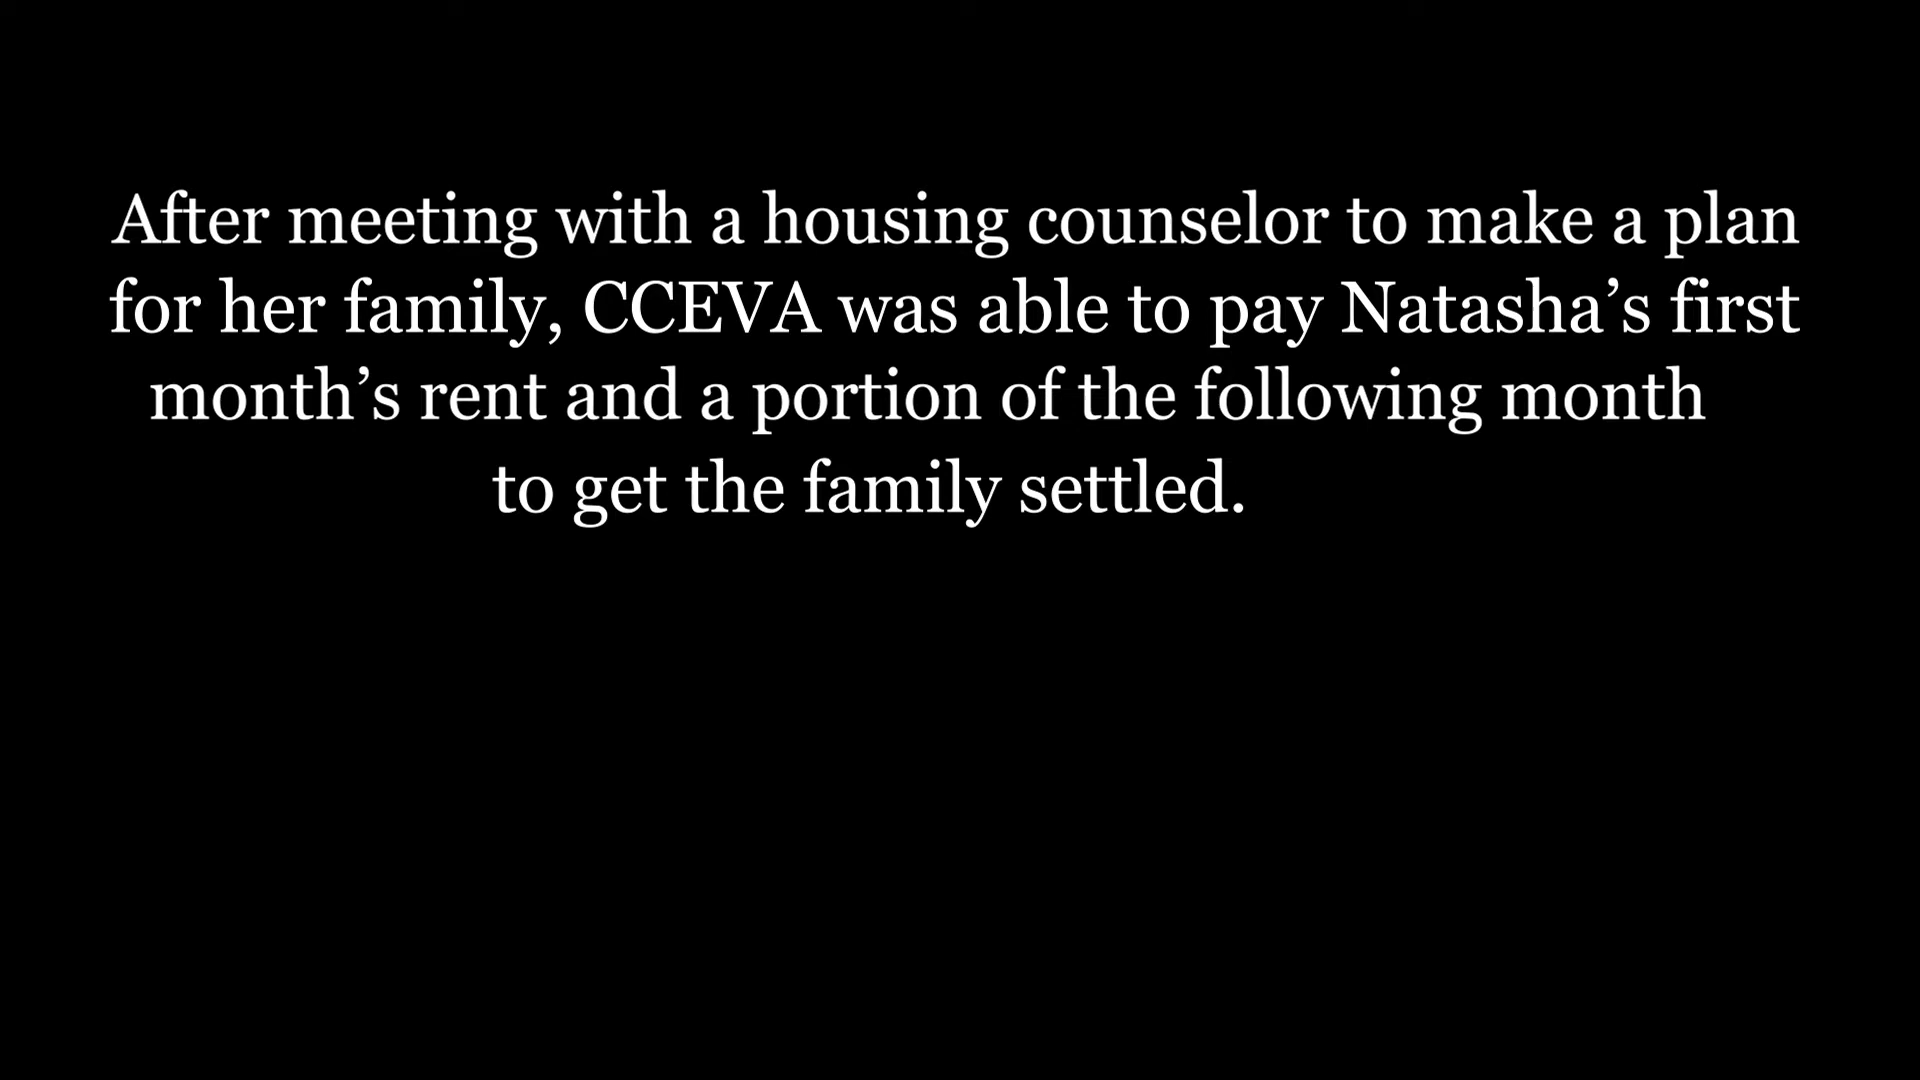 After meeting with a housing counselor to make a plan
for her family, CCEVA was able to pay Natasha’s first
month’s rent and a portion of the following month
to get the family settled.